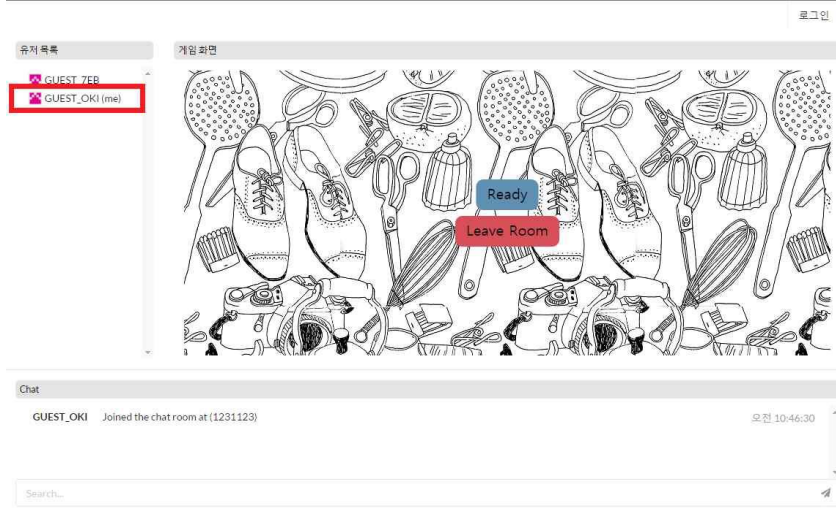 로그인
유저 목록
게임 화면
GUEST_7EB
GUEST_OKI (me)
Ready
Leave Room
Chat
GUEST_OKI Joined the chat room at (1231123) 오전 10:46:30
Search...